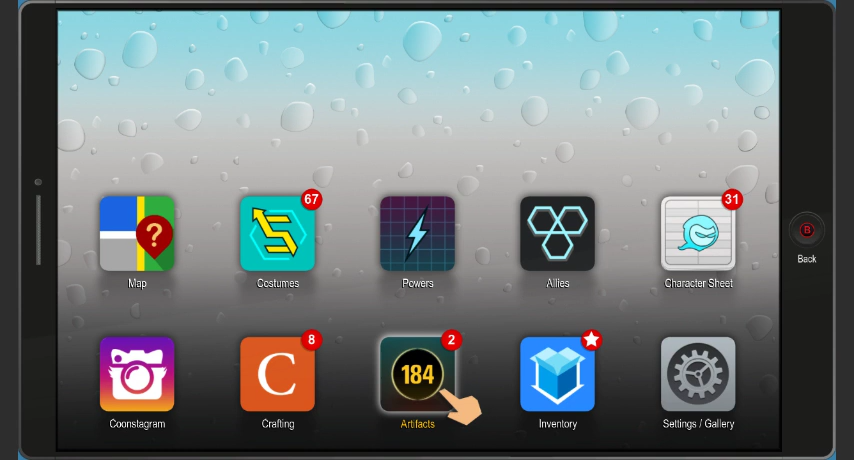 67
31
?
B
Map
Costumes
Powers
Allies
Character Sheet
Back
8
2
C
184
Coonstagram
Crafting
Artifacts
Inventory
Settings / Gallery